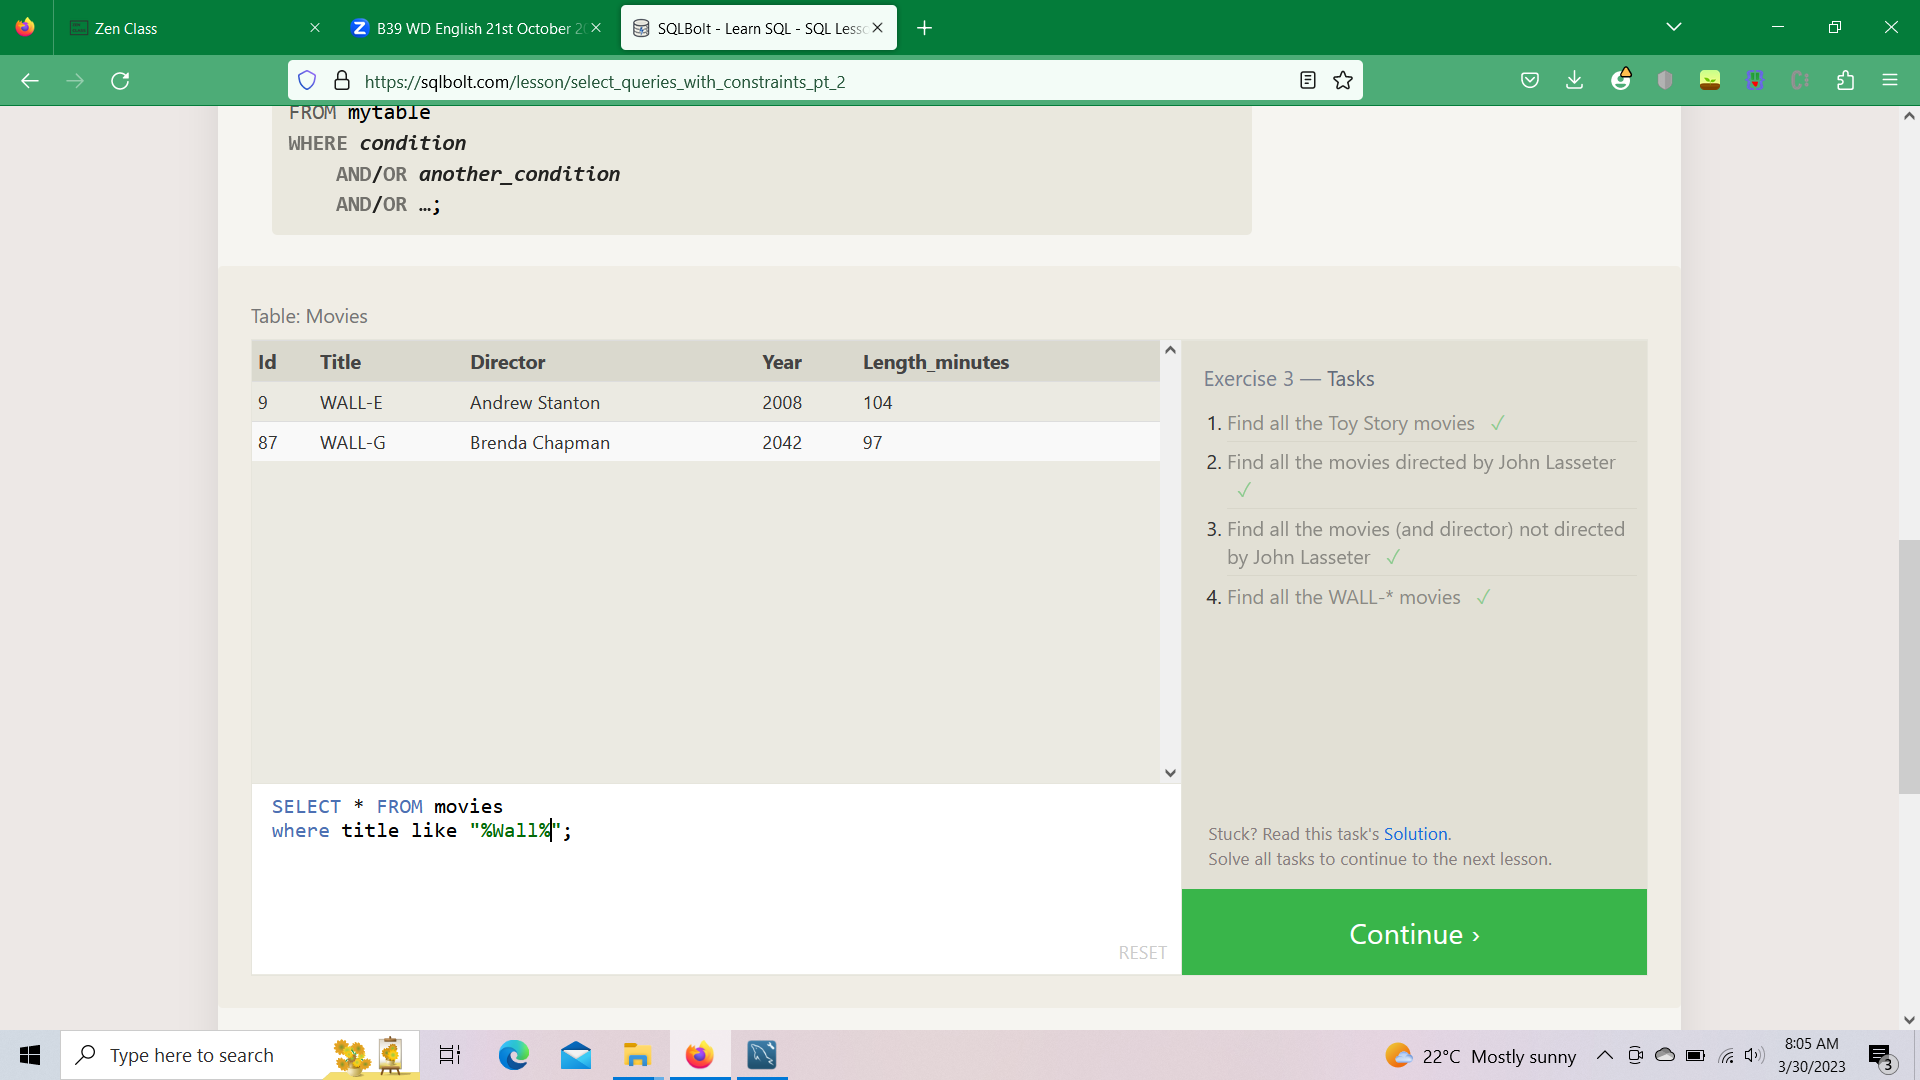 Zen Class
B39 WD English 21st October 2
SQLBolt - Learn SQL - SQL Less
https://sqlbolt.com/lesson/select_queries_with_constraints_pt_2
FROM mytable
WHERE condition
AND/OR another_condition
AND/OR …;
Table: Movies
Id Title Director Year Length_minutes
9 WALL-E Andrew Stanton 2008 104
87 WALL-G Brenda Chapman 2042 97
Exercise 3 — Tasks
1. Find all the Toy Story movies ✓
2. Find all the movies directed by John Lasseter
✓
3. Find all the movies (and director) not directed
by John Lasseter ✓
4. Find all the WALL-* movies ✓
SELECT * FROM movies
where title like "%Wall%";
RESET
Stuck? Read this task's Solution.
Solve all tasks to continue to the next lesson.
Continue ›
Type here to search
22°C Mostly sunny
8:05 AM
3/30/2023
3